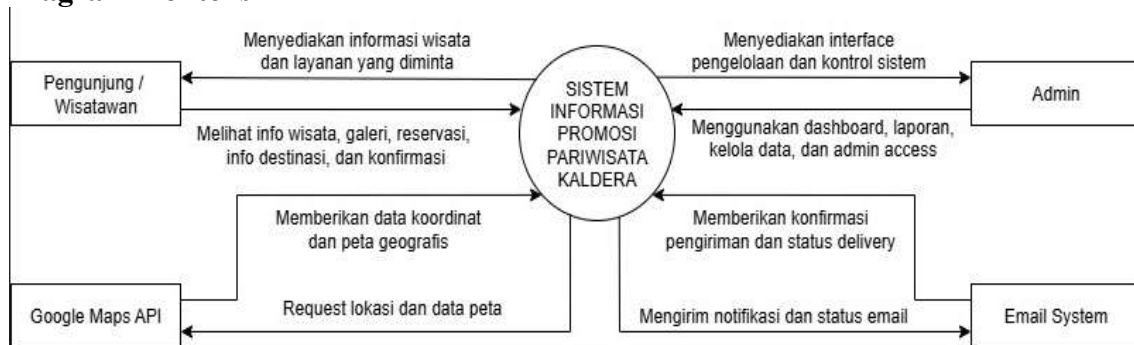 Menyediakan informasi wisata
dan layanan yang diminta
Menyediakan interface
pengelolaan dan kontrol sistem
Pengunjung /
Wisatawan
SISTEM
INFORMASI
PROMOSI
PARIWISATA
KALDERA
Admin
Melihat info wisata, galeri, reservasi,
info destinasi, dan konfirmasi
Menggunakan dashboard, laporan,
kelola data, dan admin access
Memberikan data koordinat
dan peta geografis
Memberikan konfirmasi
pengiriman dan status delivery
Google Maps API
Request lokasi dan data peta
Mengirim notifikasi dan status email
Email System